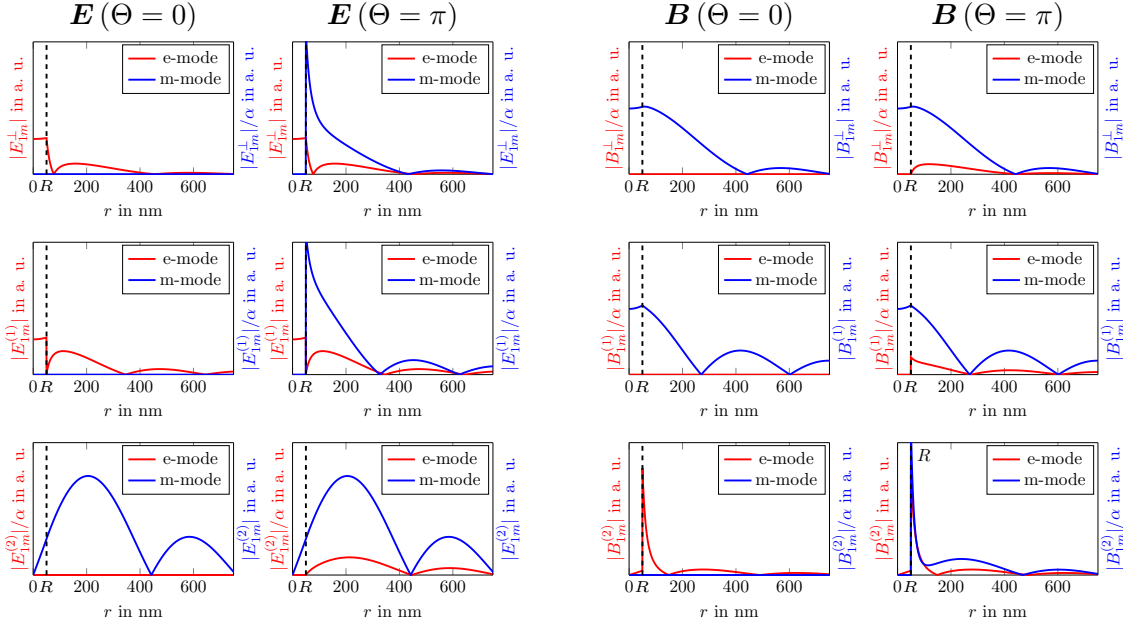 E (Θ = 0)
E (Θ = π)
B (Θ = 0)
B (Θ = π)
|E⊥1m| in a. u.
e-mode
m-mode
|E⊥1m|/α in a. u.
0 R 200 400 600
r in nm
|E⊥1m| in a. u.
e-mode
m-mode
|E⊥1m|/α in a. u.
0 R 200 400 600
r in nm
|B⊥1m|/α in a. u.
e-mode
m-mode
|B⊥1m| in a. u.
0 R 200 400 600
r in nm
|B⊥1m|/α in a. u.
e-mode
m-mode
|B⊥1m| in a. u.
0 R 200 400 600
r in nm
|E(1)1m| in a. u.
e-mode
m-mode
|E(1)1m|/α in a. u.
0 R 200 400 600
r in nm
|E(1)1m| in a. u.
e-mode
m-mode
|E(1)1m|/α in a. u.
0 R 200 400 600
r in nm
|B(1)1m|/α in a. u.
e-mode
m-mode
|B(1)1m| in a. u.
0 R 200 400 600
r in nm
|B(1)1m| in a. u.
e-mode
m-mode
|B(1)1m| in a. u.
0 R 200 400 600
r in nm
|E(2)1m|/α in a. u.
e-mode
m-mode
|E(2)1m| in a. u.
0 R 200 400 600
r in nm
|E(2)1m|/α in a. u.
e-mode
m-mode
|E(2)1m| in a. u.
0 R 200 400 600
r in nm
|B(2)1m| in a. u.
e-mode
m-mode
|B(2)1m|/α in a. u.
0 R 200 400 600
r in nm
|B(2)1m| in a. u.
R
e-mode
m-mode
|B(2)1m|/α in a. u.
0 R 200 400 600
r in nm